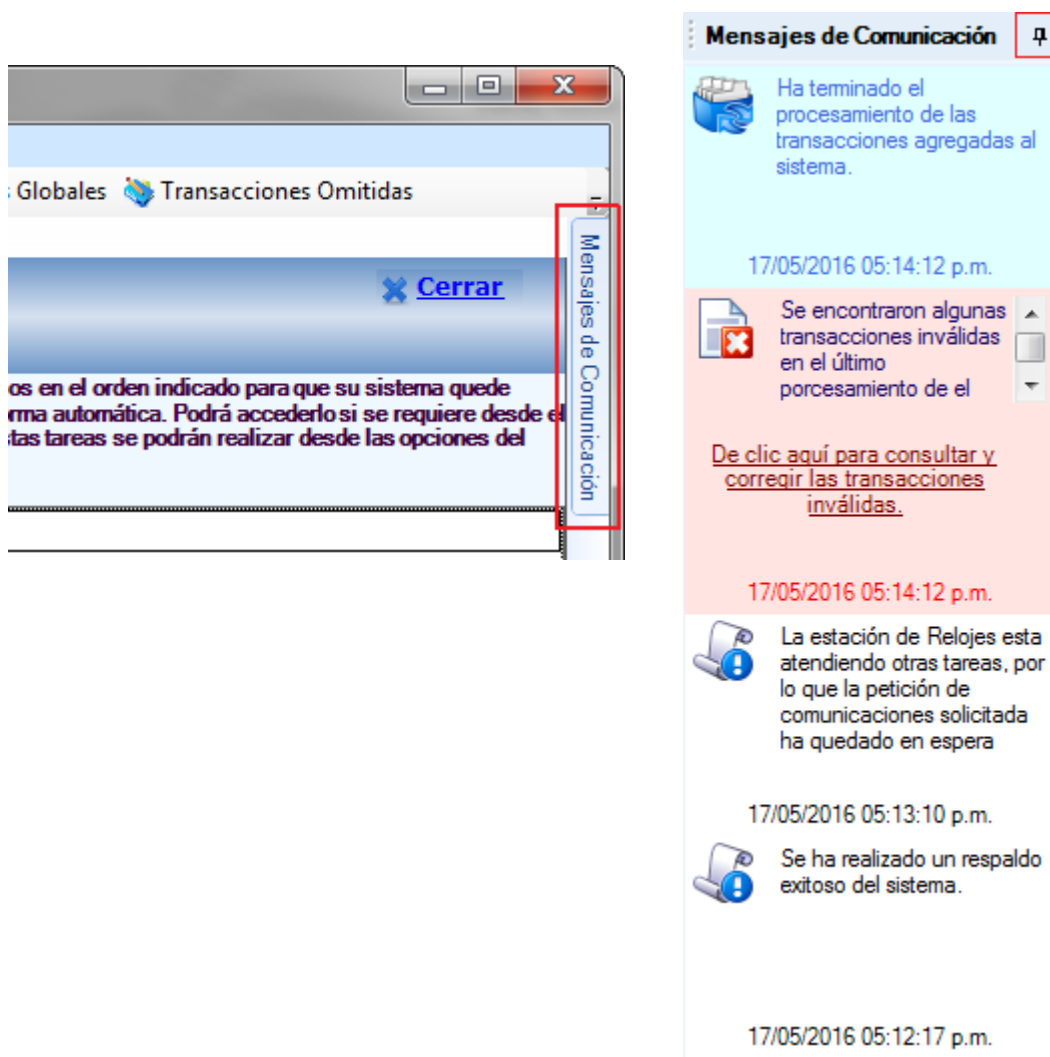 Globales Transacciones Omitidas
Cerrar
os en el orden indicado para que su sistema quede
rma automática. Podrá accederlo si se requiere desde el
stas tareas se podrán realizar desde las opciones del
Mensajes de Comunicación
Mensajes de Comunicación
Ha terminado el
procesamiento de las
transacciones agregadas al
sistema.
17/05/2016 05:14:12 p.m.
Se encontraron algunas
transacciones inválidas
en el último
porcesamiento de el
De clic aquí para consultar y
corregir las transacciones
inválidas.
17/05/2016 05:14:12 p.m.
La estación de Relojes esta
atendiendo otras tareas, por
lo que la petición de
comunicaciones solicitada
ha quedado en espera
17/05/2016 05:13:10 p.m.
Se ha realizado un respaldo
exitoso del sistema.
17/05/2016 05:12:17 p.m.